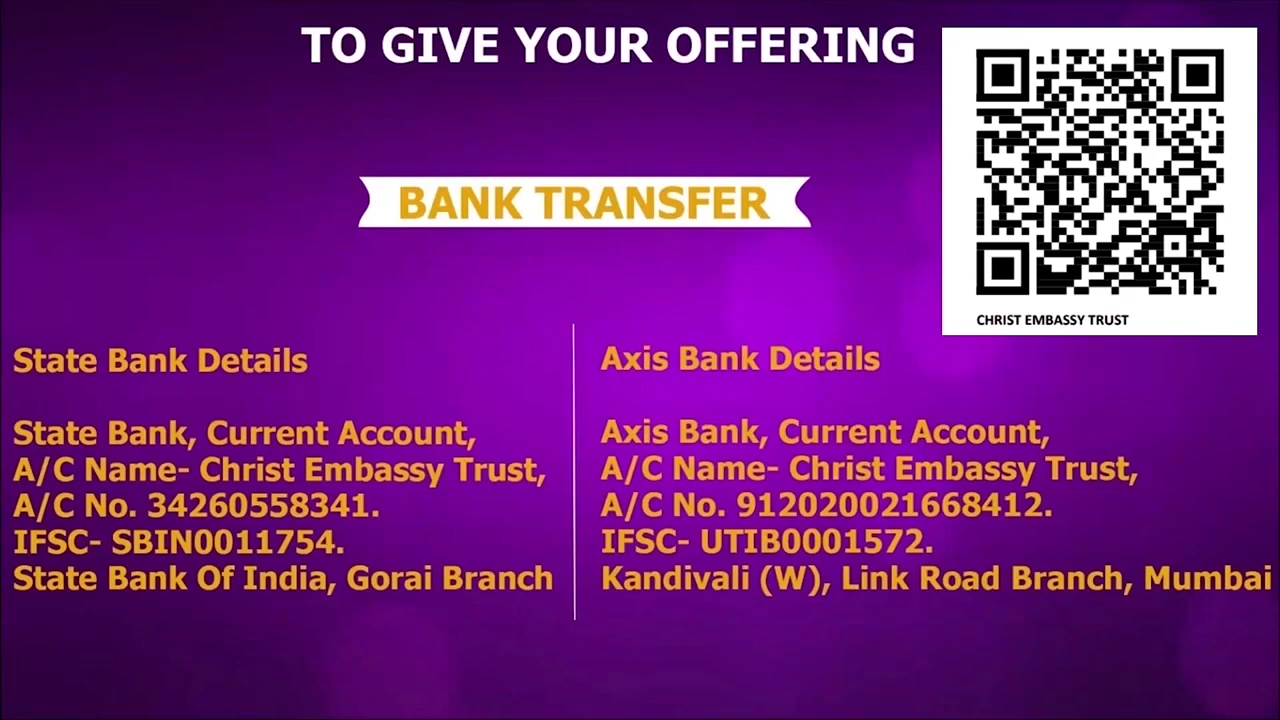 TO GIVE YOUR OFFERING
CHRIST EMBASSY TRUST
BANK TRANSFER
State Bank Details
State Bank, Current Account,
A/C Name- Christ Embassy Trust,
A/C No. 34260558341.
IFSC- SBIN0011754.
State Bank Of India, Gorai Branch
Axis Bank Details
Axis Bank, Current Account,
A/C Name- Christ Embassy Trust,
A/C No. 912020021668412.
IFSC- UTIB0001572.
Kandivali (W), Link Road Branch, Mumbai